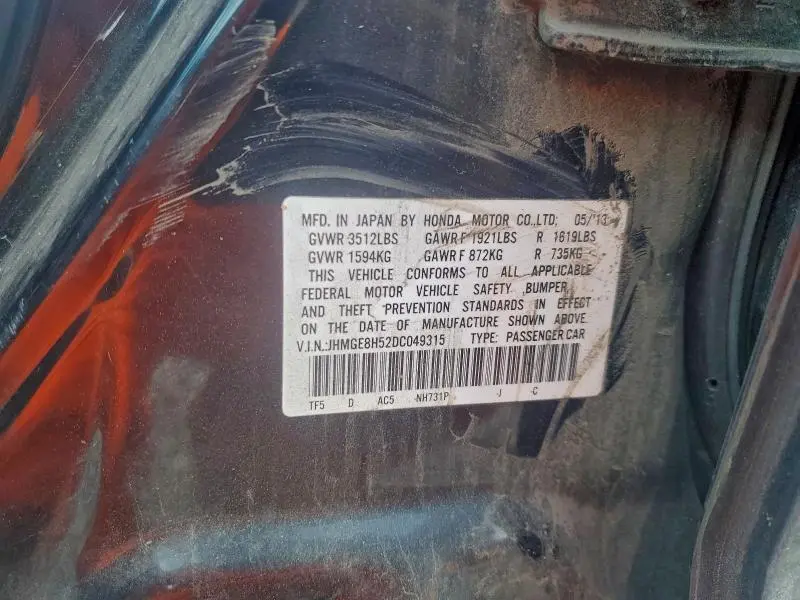 MFD. IN JAPAN BY HONDA MOTOR CO.,LTD; 05/'13
GVWR 3512LBS GAWR F 1921LBS R 1619LBS
GVWR 1594KG GAWR F 872KG R 735KG
THIS VEHICLE CONFORMS TO ALL APPLICABLE
FEDERAL MOTOR VEHICLE SAFETY ,BUMPER,
AND THEFT PREVENTION STANDARDS IN EFFECT
ON THE DATE OF MANUFACTURE SHOWN ABOVE
V.I.N.:JHMGE8H52DC049315 TYPE: PASSENGER CAR
TF5 D AC5 NH731P J C